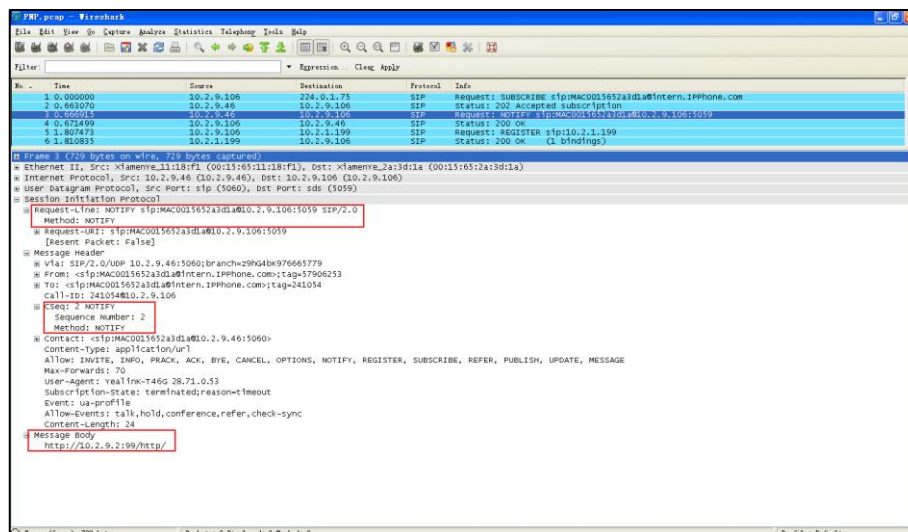 PNP.pcap - Wireshark
File Edit View Go Capture Analyze Statistics Telephony Tools Help
Filter: Expression... Clear Apply
No. . Time Source Destination Protocol Info
1 0.000000 10.2.9.106 224.0.1.75 SIP Request: SUBSCRIBE sip:MAC0015652a3d1a@intern.IPPhone.com
2 0.663070 10.2.9.46 10.2.9.106 SIP Status: 202 Accepted subscription
3 0.666915 10.2.9.46 10.2.9.106 SIP Request: NOTIFY sip:MAC0015652a3d1a@10.2.9.106:5059
4 0.671499 10.2.9.106 10.2.9.46 SIP Status: 200 OK
5 1.807473 10.2.9.106 10.2.1.199 SIP Request: REGISTER sip:10.2.1.199
6 1.810835 10.2.1.199 10.2.9.106 SIP Status: 200 OK (1 bindings)
Frame 3 (729 bytes on wire, 729 bytes captured)
Ethernet II, Src: XiamenYe_11:18:f1 (00:15:65:11:18:f1), Dst: XiamenYe_2a:3d:1a (00:15:65:2a:3d:1a)
Internet Protocol, Src: 10.2.9.46 (10.2.9.46), Dst: 10.2.9.106 (10.2.9.106)
User Datagram Protocol, Src Port: sip (5060), Dst Port: sds (5059)
Session Initiation Protocol
Request-Line: NOTIFY sip:MAC0015652a3d1a@10.2.9.106:5059 SIP/2.0
Method: NOTIFY
Request-URI: sip:MAC0015652a3d1a@10.2.9.106:5059
[Resent Packet: False]
Message Header
Via: SIP/2.0/UDP 10.2.9.46:5060;branch=z9hG4bK976665779
From: <sip:MAC0015652a3d1a@intern.IPPhone.com>;tag=57906253
To: <sip:MAC0015652a3d1a@intern.IPPhone.com>;tag=241054
Call-ID: 241054@10.2.9.106
CSeq: 2 NOTIFY
Sequence Number: 2
Method: NOTIFY
Contact: <sip:MAC0015652a3d1a@10.2.9.46:5060>
Content-Type: application/url
Allow: INVITE, INFO, PRACK, ACK, BYE, CANCEL, OPTIONS, NOTIFY, REGISTER, SUBSCRIBE, REFER, PUBLISH, UPDATE, MESSAGE
Max-Forwards: 70
User-Agent: Yealink-T46G 28.71.0.53
Subscription-State: terminated;reason=timeout
Event: ua-profile
Allow-Events: talk,hold,conference,refer,check-sync
Content-Length: 24
Message Body
http://10.2.9.2:99/http/